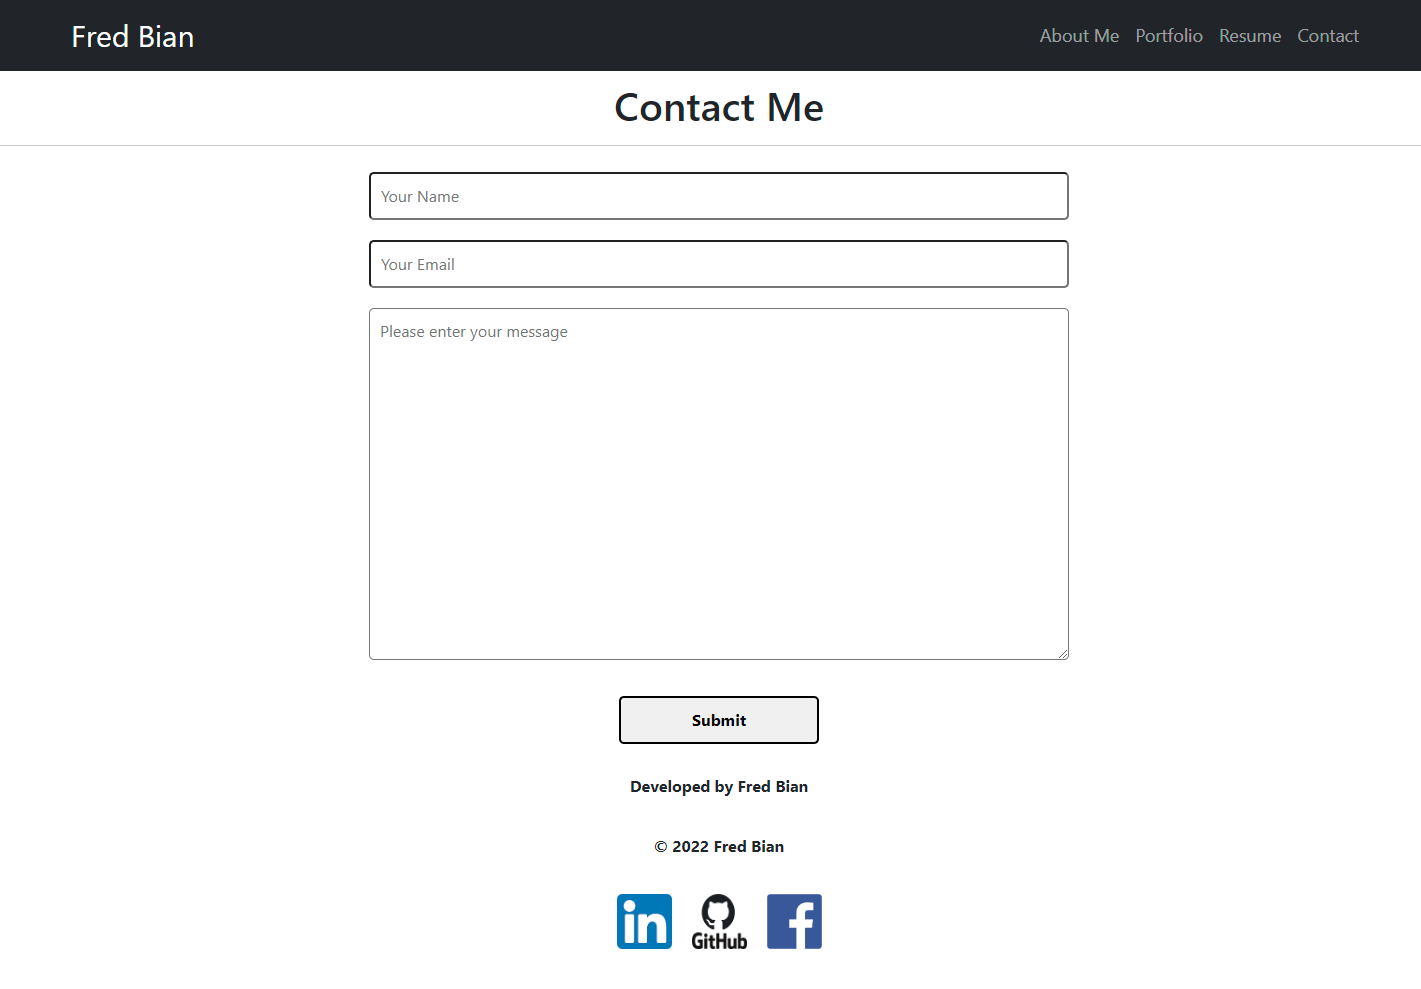 Fred Bian
About Me Portfolio Resume Contact
Contact Me
Your Name
Your Email
Please enter your message
Submit
Developed by Fred Bian
© 2022 Fred Bian
in GitHub f